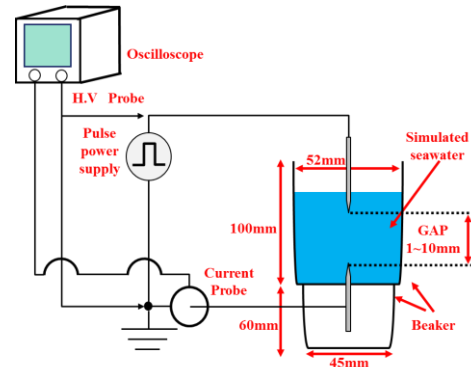 Oscilloscope
H.V Probe
Pulse
power
supply
Simulated
seawater
52mm
100mm
GAP
1~10mm
Current
Probe
60mm
Beaker
45mm